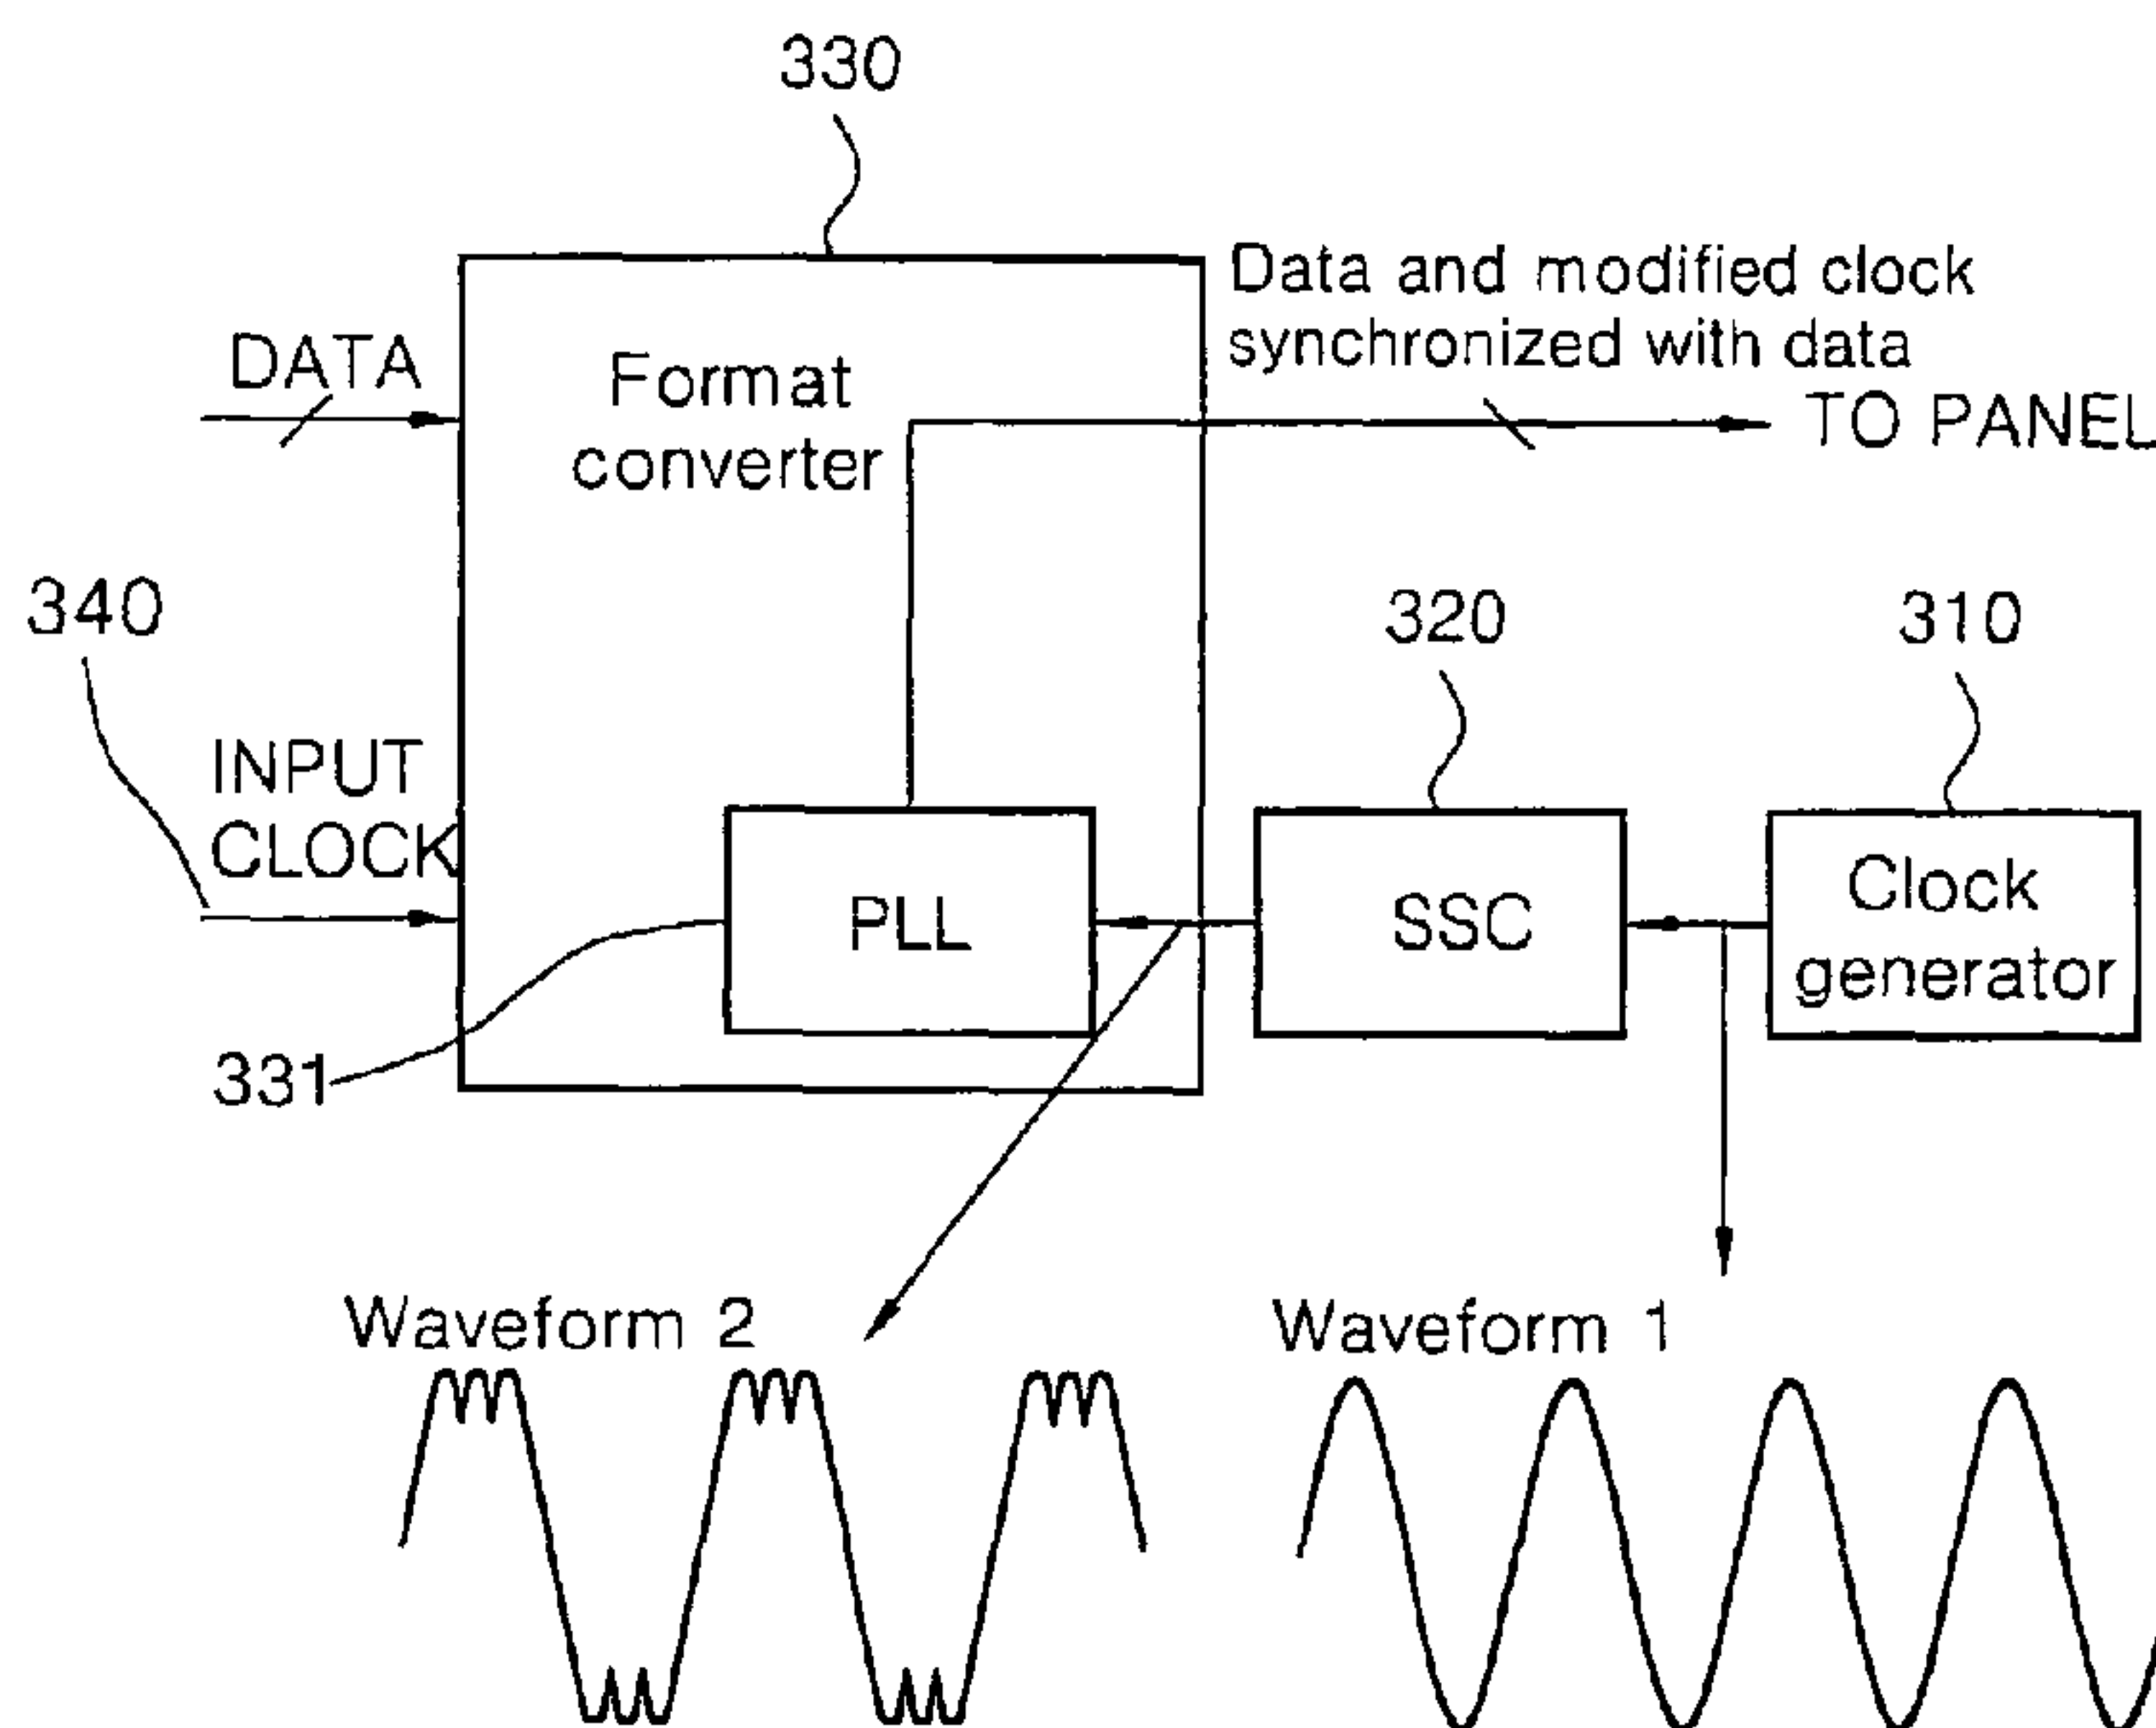 330
Data and modified clock
synchronized with data
DATA
Format
converter
TO PANEL
340
320
310
INPUT
CLOCK
PLL
SSC
Clock
generator
331
Waveform 2
Waveform 1